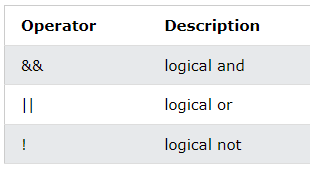 Operator Description
&& logical and
|| logical or
! logical not